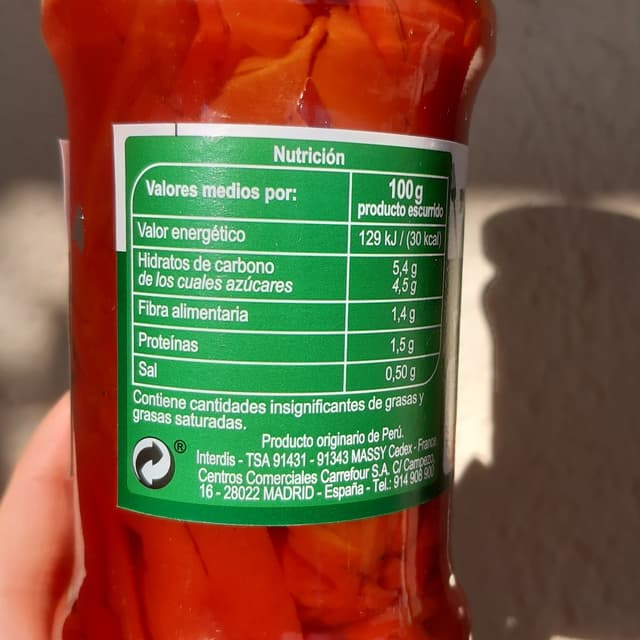 Nutrición
Valores medios por: 100g
producto escurrido
Valor energético 129 kJ / (30 kcal)
Hidratos de carbono 5,4 g
de los cuales azúcares 4,5 g
Fibra alimentaria 1,4 g
Proteínas 1,5 g
Sal 0,50 g
Contiene cantidades insignificantes de grasas y
grasas saturadas.
Producto originario de Perú.
® Interdis - TSA 91431 - 91343 MASSY Cedex - France
Centros Comerciales Carrefour S.A. C/ Campezo,
16 - 28022 MADRID - España - Tel.: 914 908 900